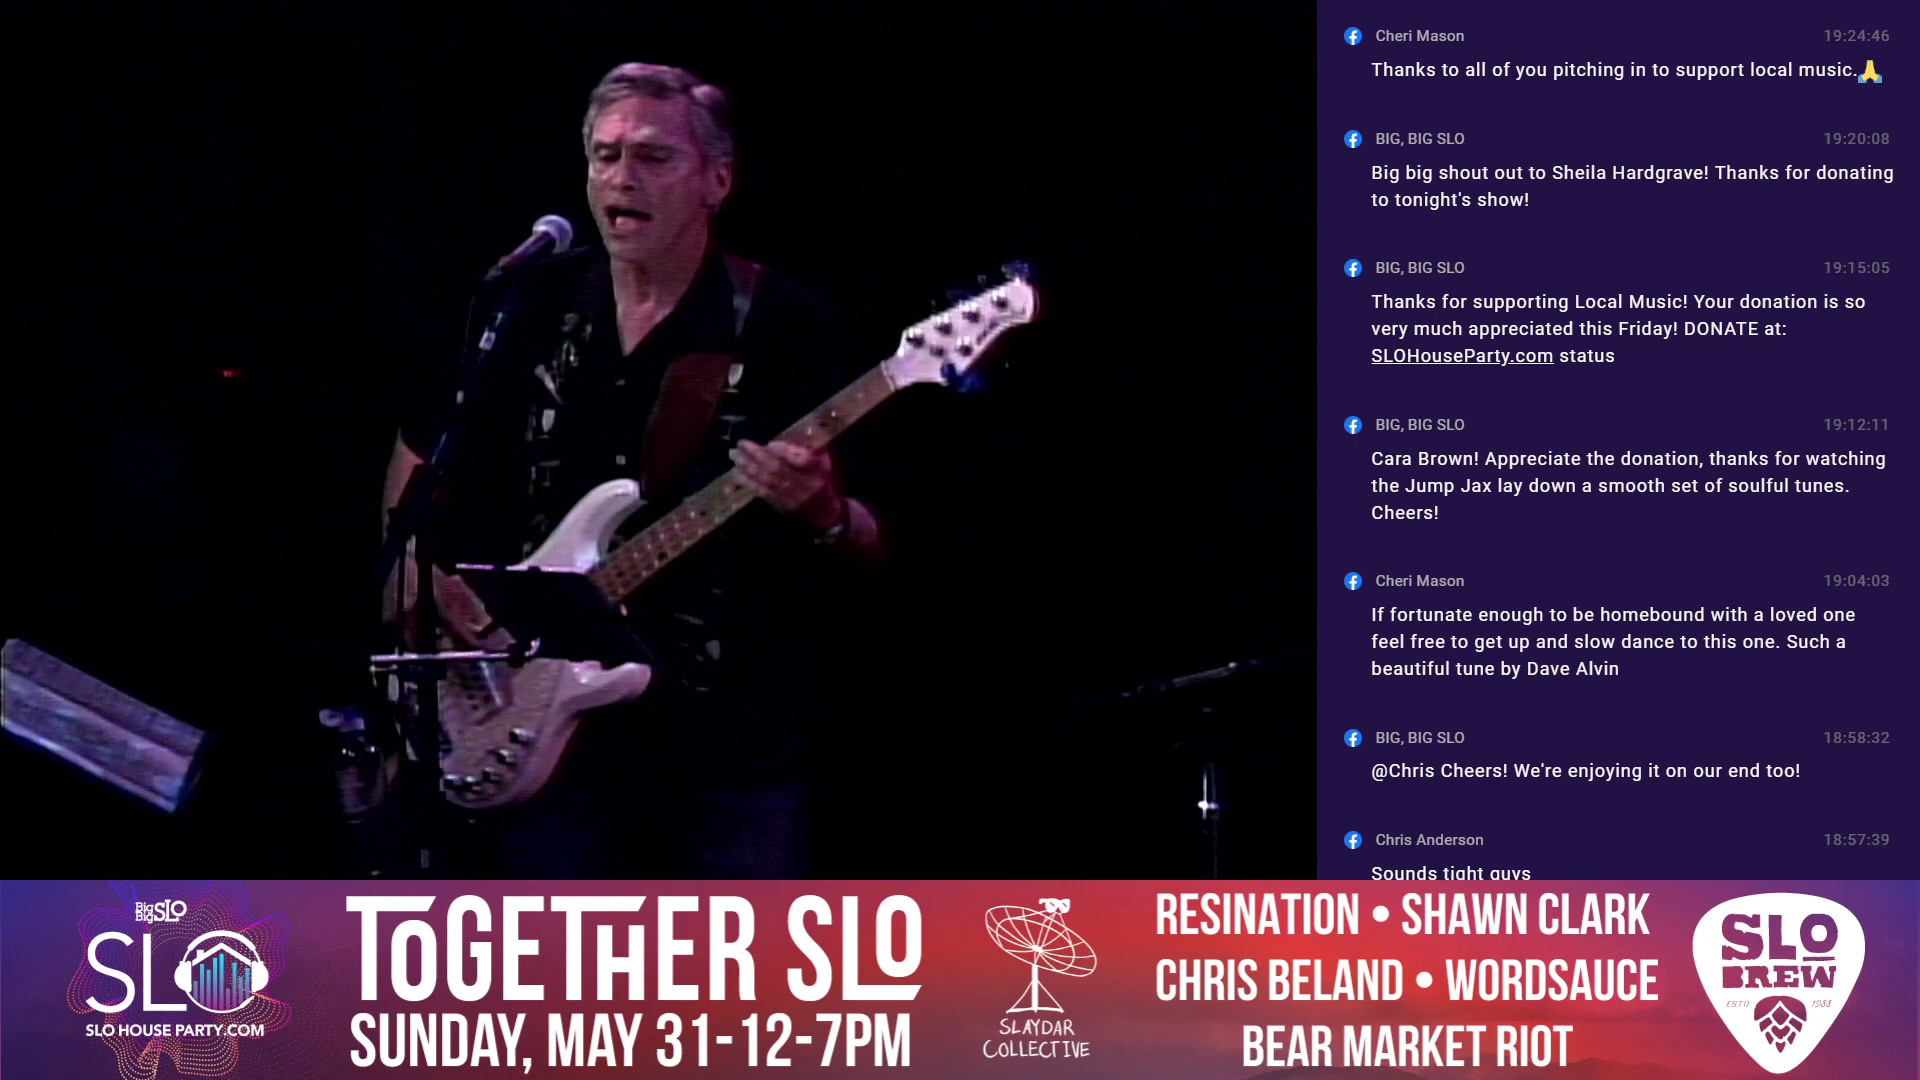 Cheri Mason 19:24:46
Thanks to all of you pitching in to support local music.🙏
BIG, BIG SLO 19:20:08
Big big shout out to Sheila Hardgrave! Thanks for donating
to tonight's show!
BIG, BIG SLO 19:15:05
Thanks for supporting Local Music! Your donation is so
very much appreciated this Friday! DONATE at:
SLOHouseParty.com status
BIG, BIG SLO 19:12:11
Cara Brown! Appreciate the donation, thanks for watching
the Jump Jax lay down a smooth set of soulful tunes.
Cheers!
Cheri Mason 19:04:03
If fortunate enough to be homebound with a loved one
feel free to get up and slow dance to this one. Such a
beautiful tune by Dave Alvin
BIG, BIG SLO 18:58:32
@Chris Cheers! We're enjoying it on our end too!
Chris Anderson 18:57:39
Sounds tight guys
Big Big SLO
SLO
SLO HOUSE PARTY.COM
TOGETHER SLO
SUNDAY, MAY 31-12-7PM
SLAYDAR
COLLECTIVE
RESINATION • SHAWN CLARK
CHRIS BELAND • WORDSAUCE
BEAR MARKET RIOT
SLO
BREW
ESTD 1988